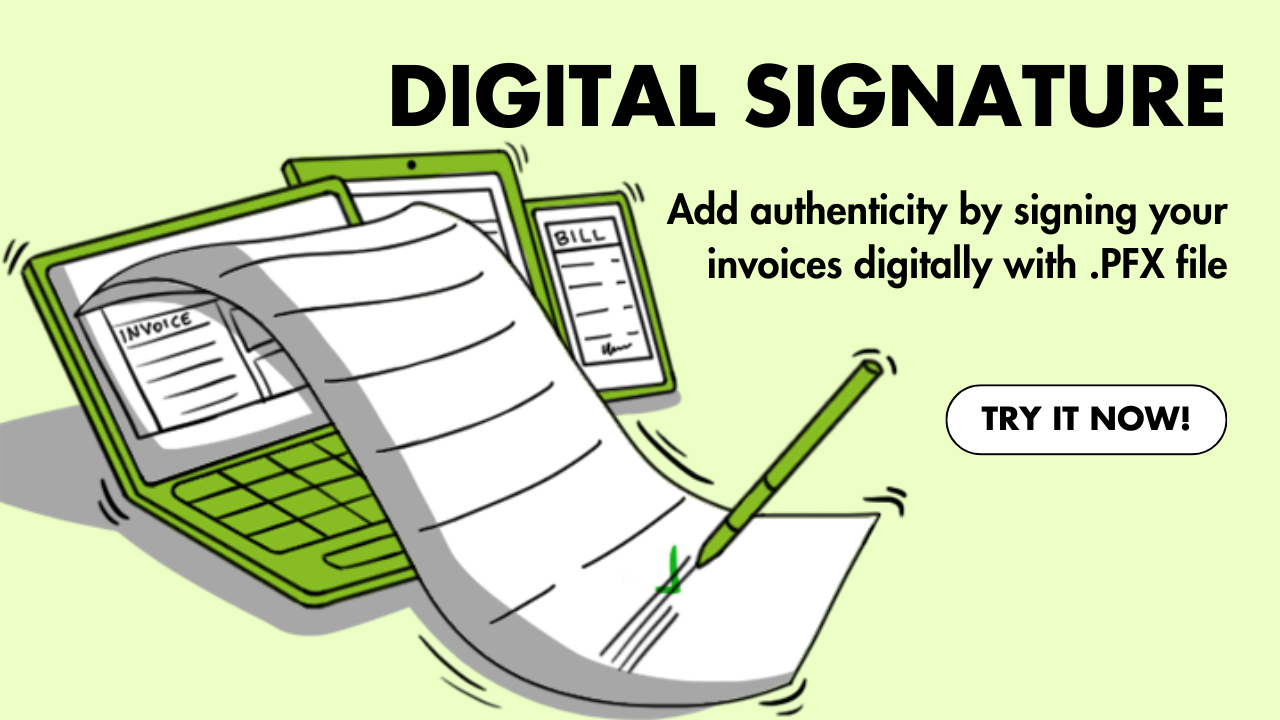 DIGITAL SIGNATURE
Add authenticity by signing your
invoices digitally with .PFX file
BILL
INVOICE
TRY IT NOW!